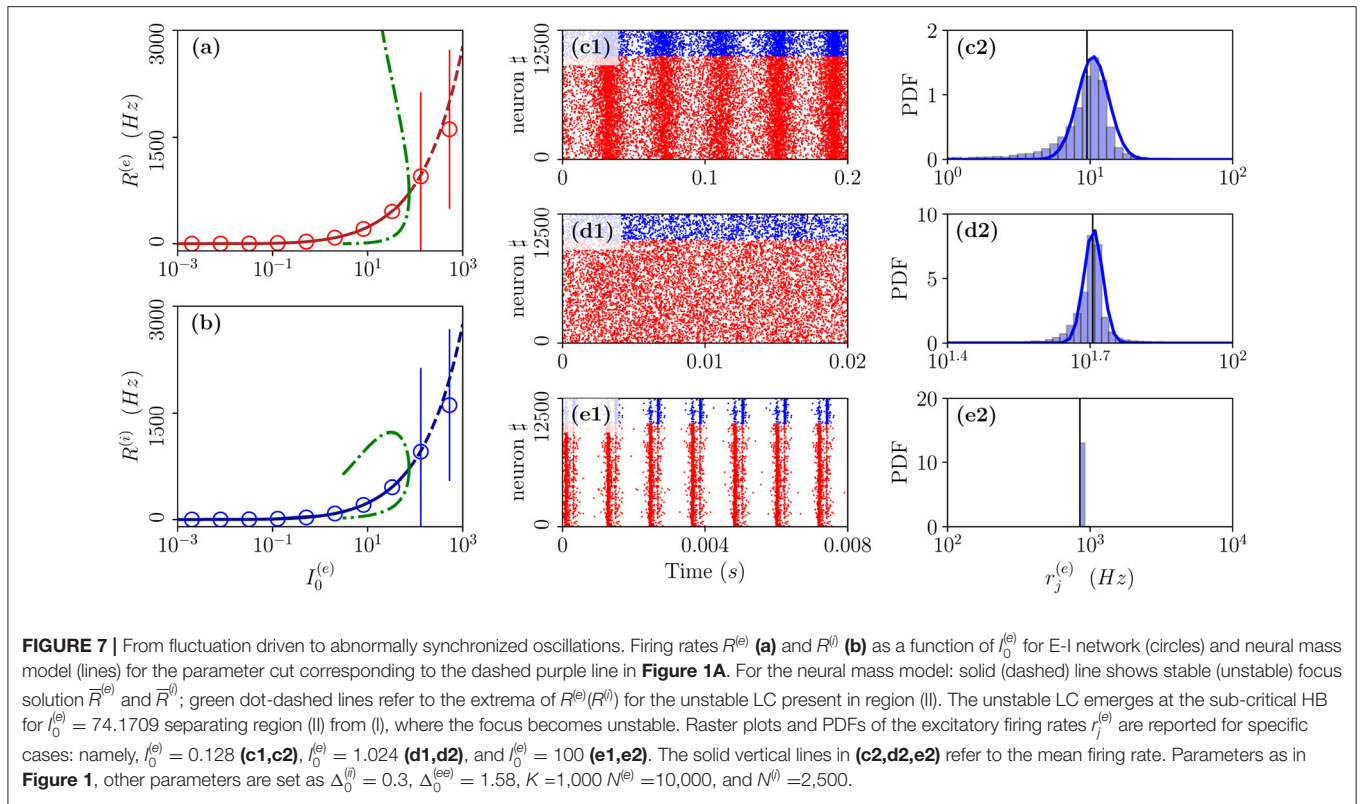 (a)
3000
1500
0
R^(e) (Hz)
10^-3 10^-1 10^1 10^3
(b)
3000
1500
0
R^(i) (Hz)
10^-3 10^-1 10^1 10^3
I_0^(e)
(c1)
12500
0
neuron ♯
0 0.1 0.2
(d1)
12500
0
neuron ♯
0 0.01 0.02
(e1)
12500
0
neuron ♯
0 0.004 0.008
Time (s)
(c2)
2
1
0
PDF
10^0 10^1 10^2
(d2)
10
5
0
PDF
10^1.4 10^1.7 10^2
(e2)
20
10
0
PDF
10^2 10^3 10^4
r_j^(e) (Hz)
FIGURE 7 | From fluctuation driven to abnormally synchronized oscillations. Firing rates R^(e) (a) and R^(i) (b) as a function of I_0^(e) for E-I network (circles) and neural mass
model (lines) for the parameter cut corresponding to the dashed purple line in Figure 1A. For the neural mass model: solid (dashed) line shows stable (unstable) focus
solution R̅^(e) and R̅^(i); green dot-dashed lines refer to the extrema of R^(e)(R^(i)) for the unstable LC present in region (II). The unstable LC emerges at the sub-critical HB
for I_0^(e) = 74.1709 separating region (II) from (I), where the focus becomes unstable. Raster plots and PDFs of the excitatory firing rates r_j^(e) are reported for specific
cases: namely, I_0^(e) = 0.128 (c1,c2), I_0^(e) = 1.024 (d1,d2), and I_0^(e) = 100 (e1,e2). The solid vertical lines in (c2,d2,e2) refer to the mean firing rate. Parameters as in
Figure 1, other parameters are set as Δ_0^(ii) = 0.3, Δ_0^(ee) = 1.58, K =1,000 N^(e) =10,000, and N^(i) =2,500.